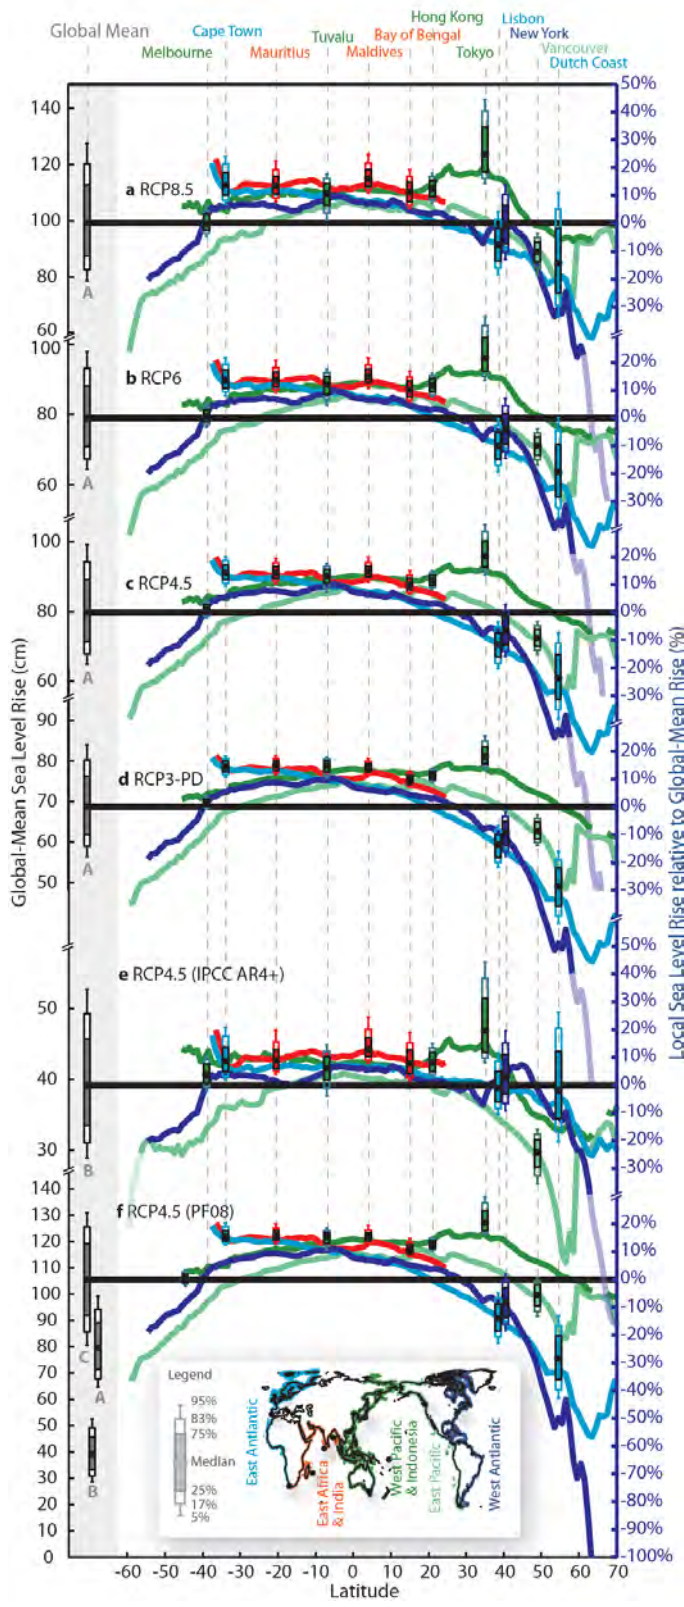 Hong Kong Lisbon
Global Mean Cape Town Tuvalu Bay of Bengal New York
Melbourne Mauritius Maldives Tokyo Vancouver
Dutch Coast
140
120
100
80
60
50%
40%
30%
20%
10%
0%
-10%
-20%
-30%
a RCP8.5
A
100
80
60
20%
10%
0%
-10%
-20%
-30%
b RCP6
A
100
80
60
20%
10%
0%
-10%
-20%
-30%
c RCP4.5
A
90
80
70
60
50
20%
10%
0%
-10%
-20%
-30%
d RCP3-PD
A
50
40
30
50%
40%
30%
20%
10%
0%
-10%
-20%
-30%
e RCP4.5 (IPCC AR4+)
B
140
130
120
110
100
90
80
70
60
50
40
30
20
10
0
20%
10%
0%
-10%
-20%
-30%
-40%
-50%
-60%
-70%
-80%
-90%
-100%
f RCP4.5 (PF08)
C
A
B
Legend
95%
83%
75%
Median
25%
17%
5%
East Antlantic
East Africa
& India
West Pacific
& Indonesia
East Pacific
West Antlantic
-60 -50 -40 -30 -20 -10 0 10 20 30 40 50 60 70
Latitude
Global-Mean Sea Level Rise (cm)
Local Sea Level Rise relative to Global-Mean Rise (%)